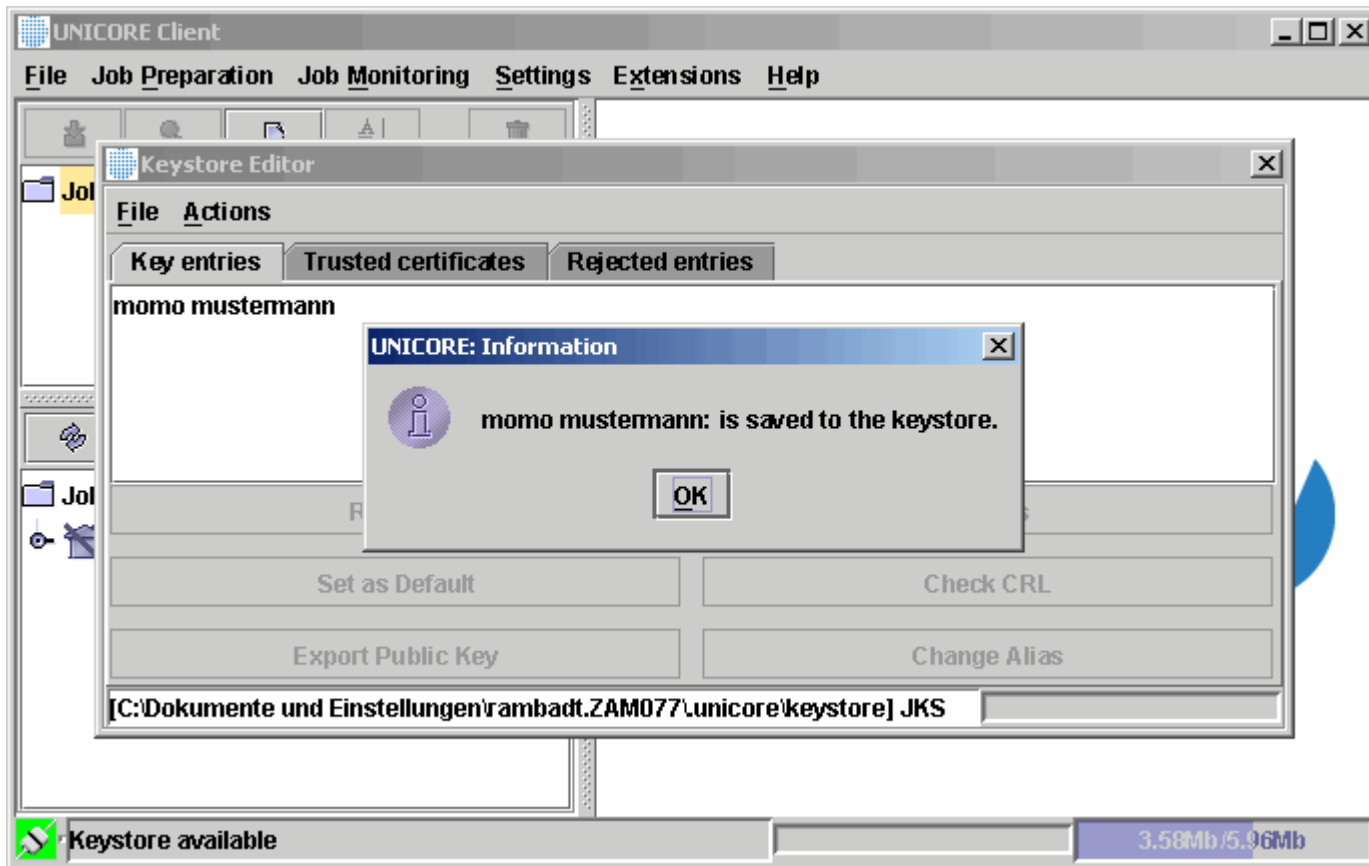 UNICORE Client
File Job Preparation Job Monitoring Settings Extensions Help
Keystore Editor
File Actions
Key entries Trusted certificates Rejected entries
momo mustermann
UNICORE: Information
momo mustermann: is saved to the keystore.
OK
Set as Default Check CRL
Export Public Key Change Alias
[C:\Dokumente und Einstellungen\rambadt.ZAM077\.unicore\keystore] JKS
Keystore available 3.58Mb/5.96Mb